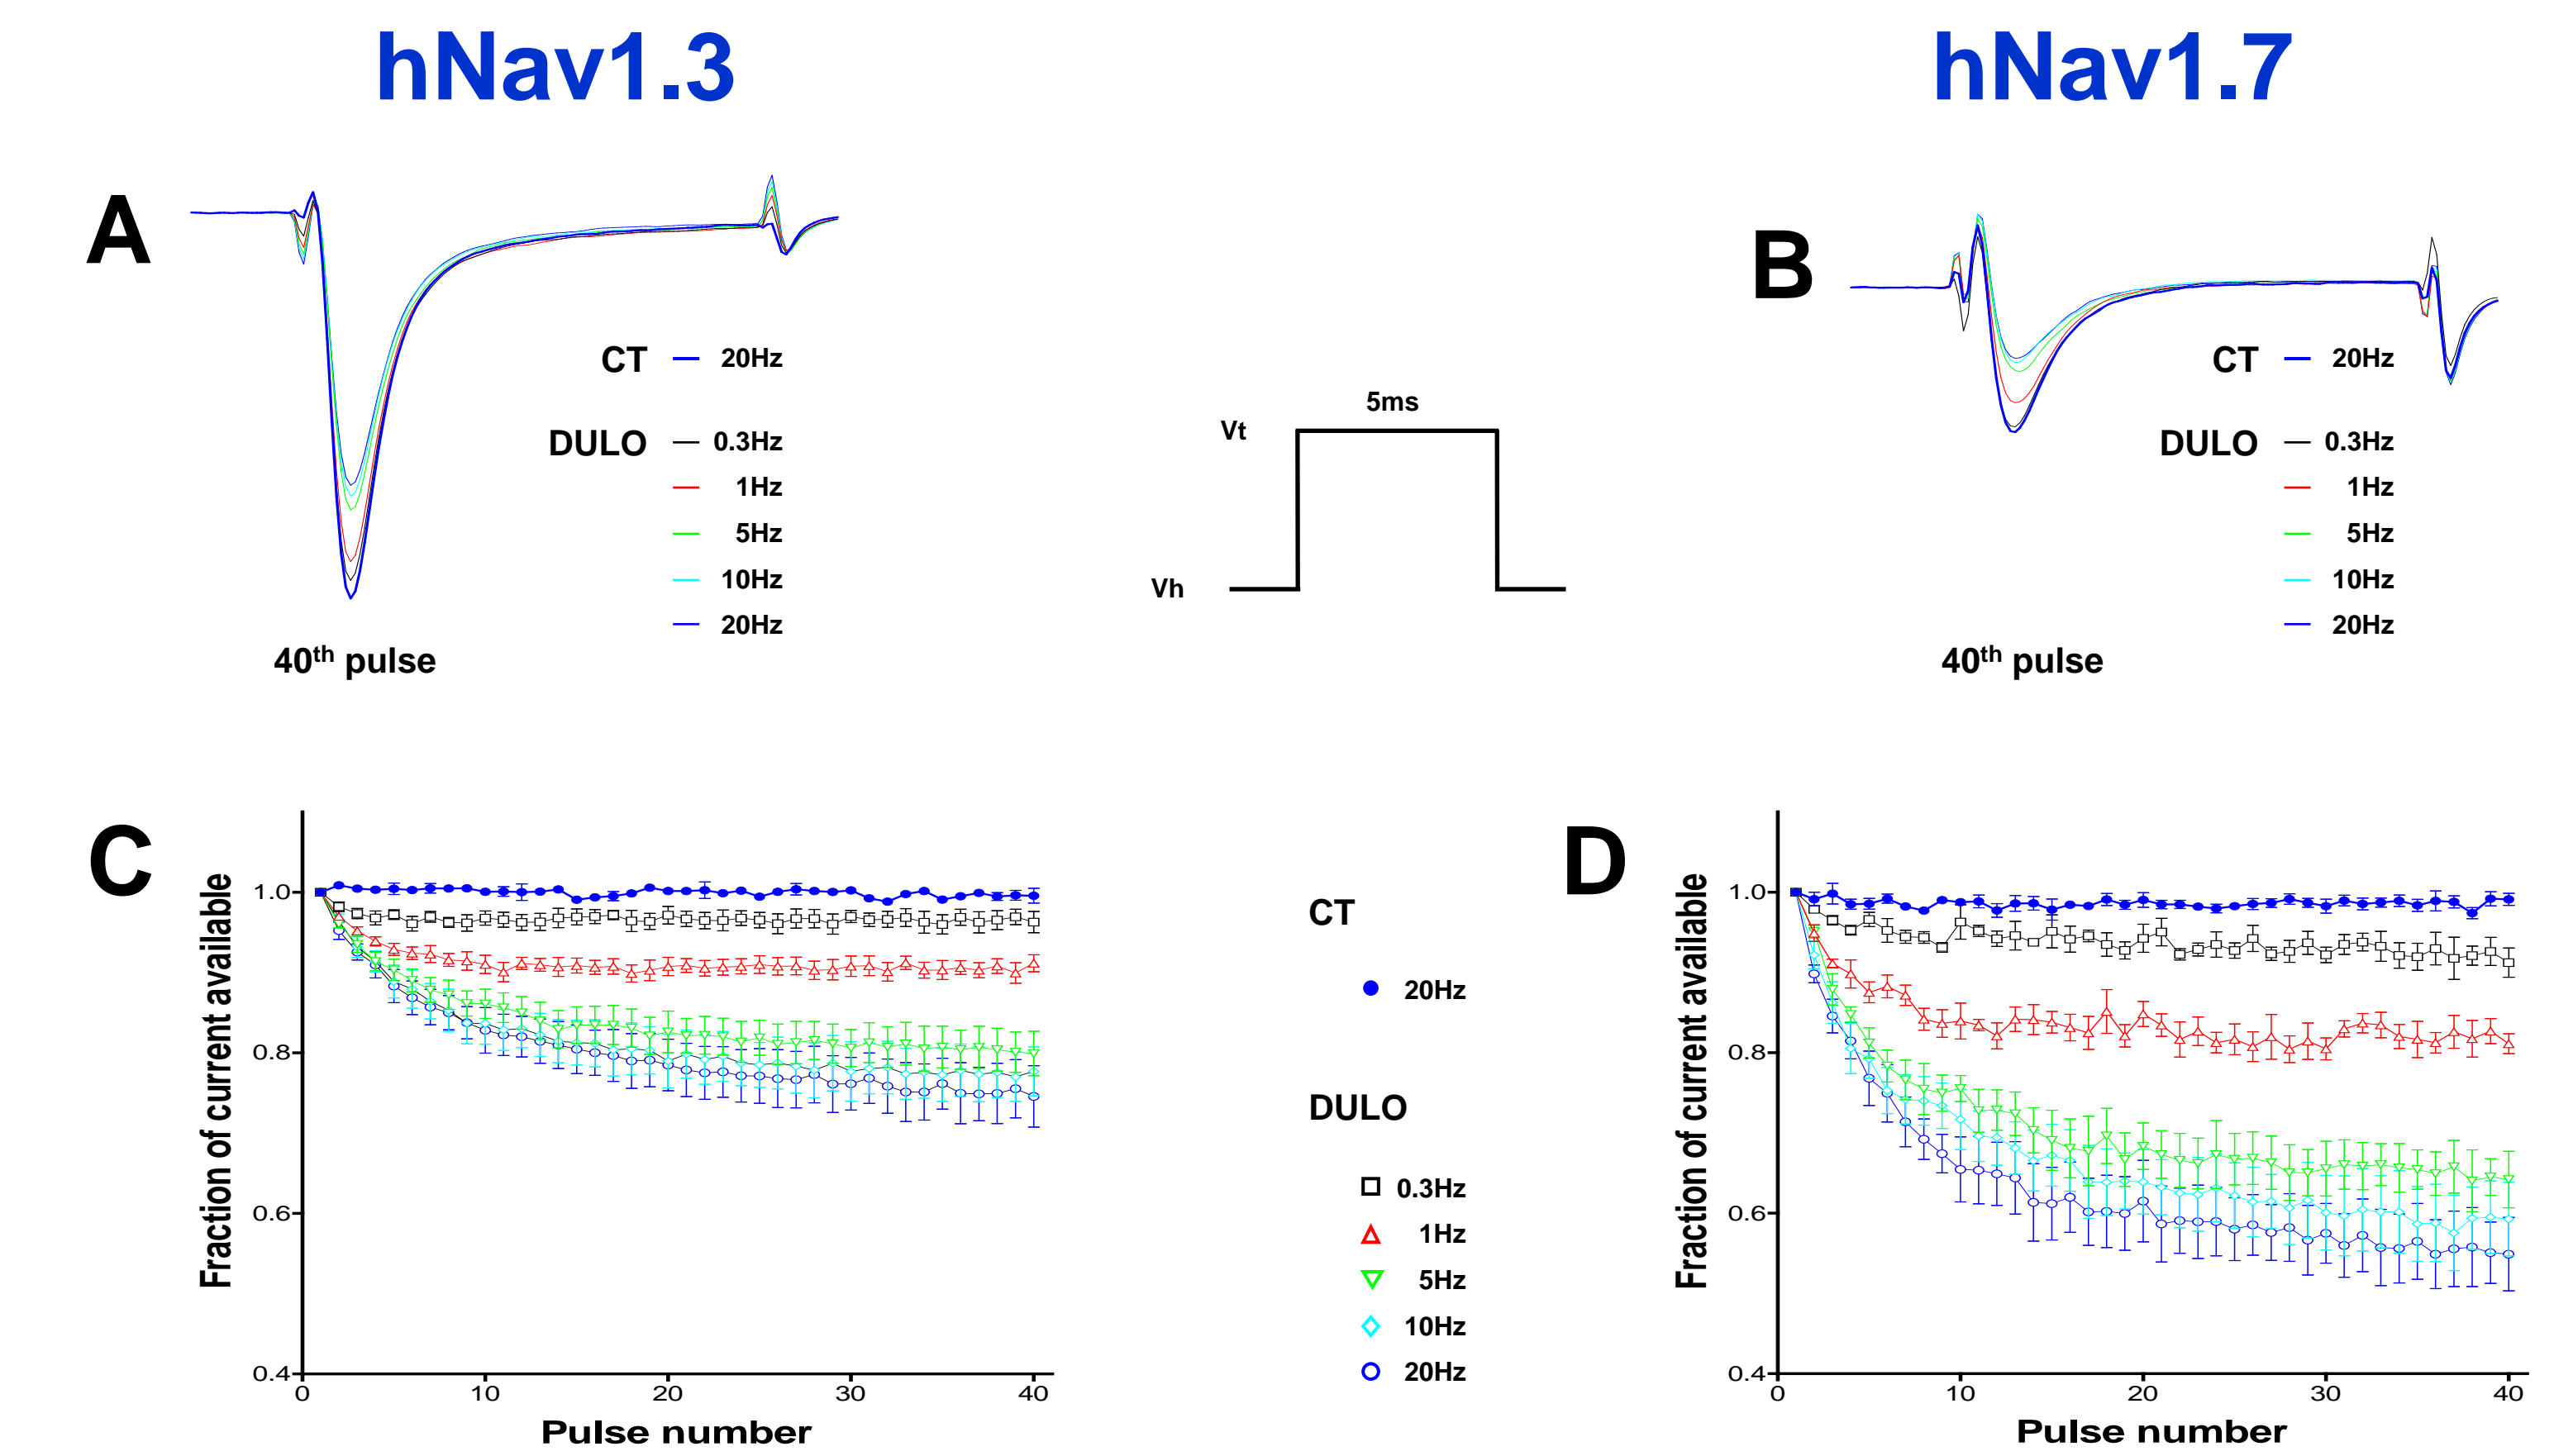 hNav1.3
hNav1.7
A
CT 20Hz
DULO 0.3Hz
1Hz
5Hz
10Hz
20Hz
40th pulse
5ms
Vt
Vh
B
CT 20Hz
DULO 0.3Hz
1Hz
5Hz
10Hz
20Hz
40th pulse
C
Fraction of current available
1.0
0.8
0.6
0.4
0 10 20 30 40
Pulse number
CT
20Hz
DULO
0.3Hz
1Hz
5Hz
10Hz
20Hz
D
Fraction of current available
1.0
0.8
0.6
0.4
0 10 20 30 40
Pulse number